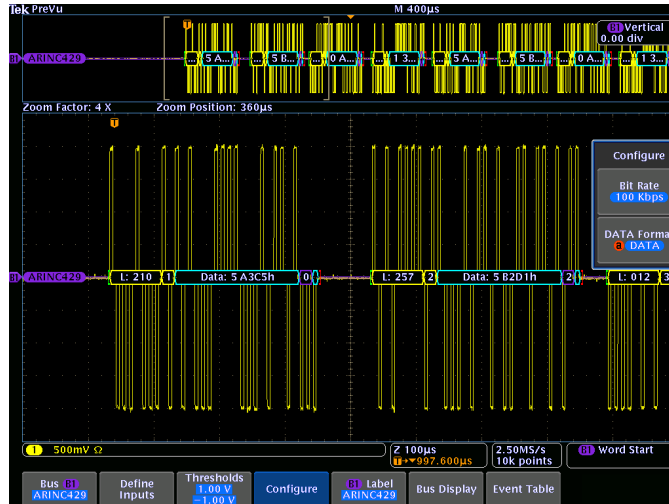 Tek PreVu M 400µs
B1 Vertical
0.00 div
B1 ARINC429 ... 5 A... ... 5 B... ... 0 A... ... 1 3... ... 5 A... ... 5 B... ... 0 A... ... 1 3...
Zoom Factor: 4 X Zoom Position: 360µs
T
Configure
Bit Rate
100 Kbps
DATA Forma
a DATA
B1 ARINC429 L: 210 1 Data: 5 A3C5h 0 L: 257 2 Data: 5 B2D1h 2 L: 012 3
1 500mV Ω
Z 100µs
T→▼997.600µs
2.50MS/s
10k points
B1 Word Start
Bus B1
ARINC429
Define
Inputs
Thresholds
1.00 V
−1.00 V
Configure
B1 Label
ARINC429
Bus Display
Event Table